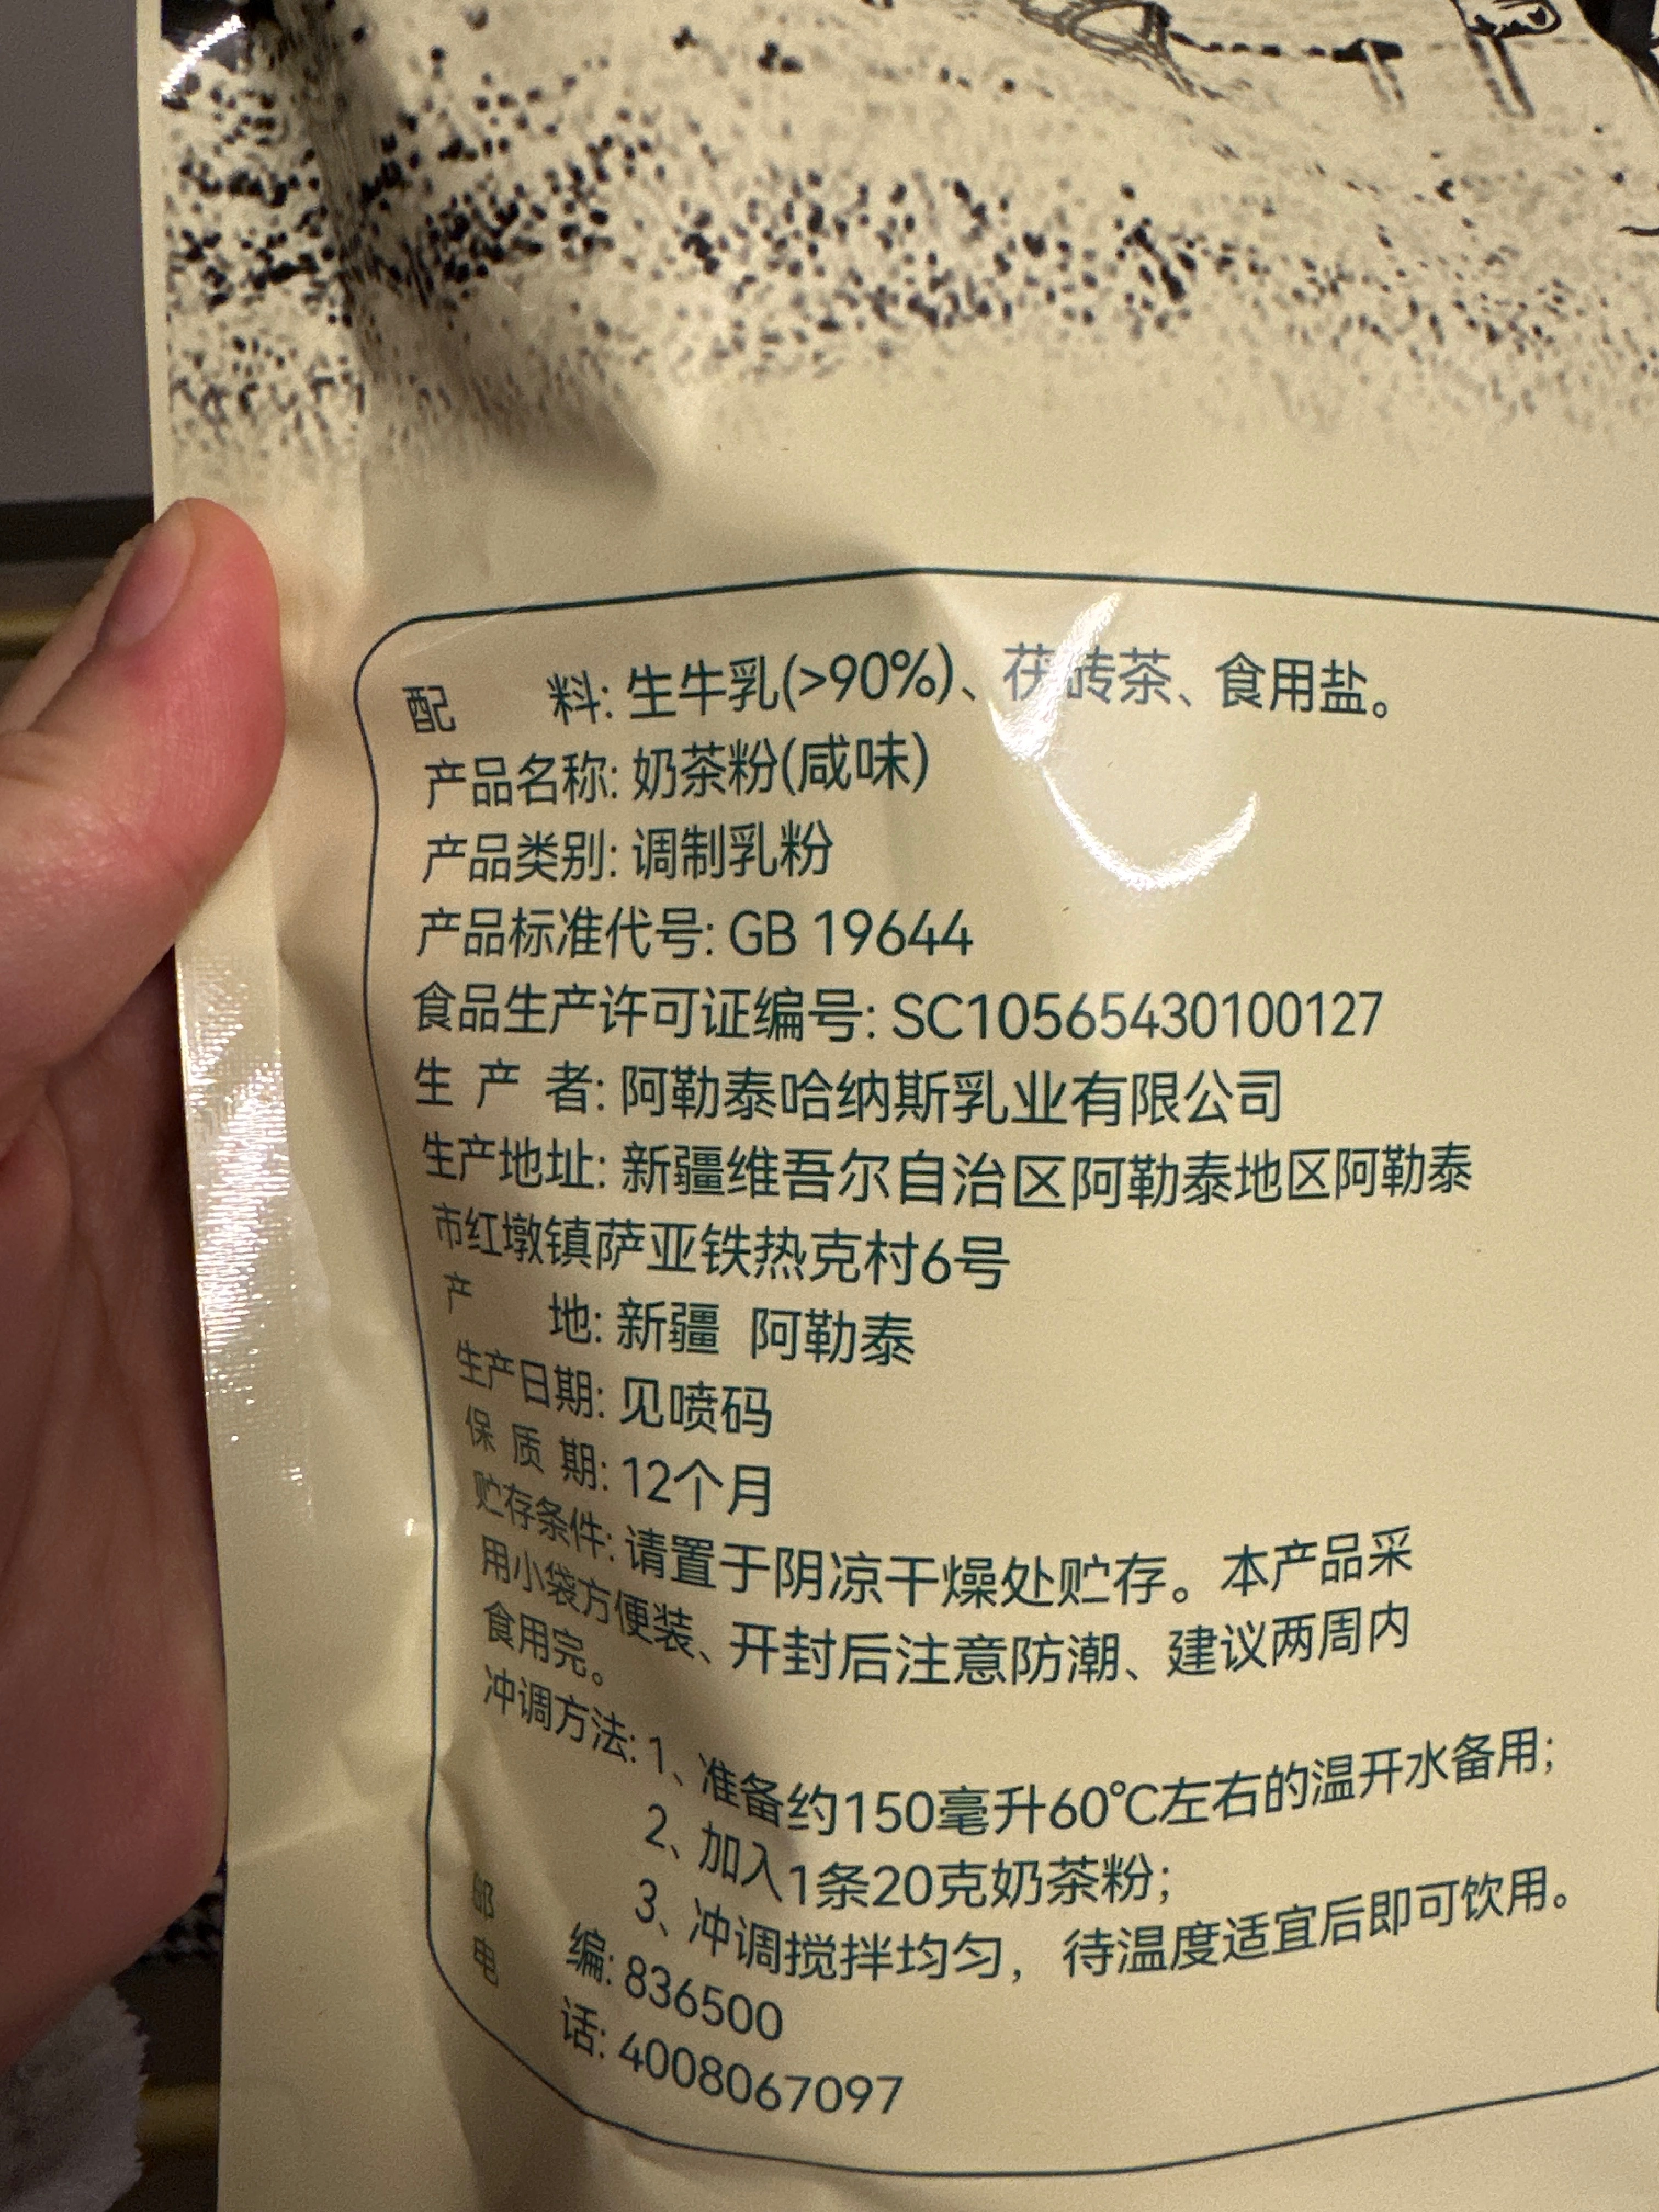 配料: 生牛乳(>90%)、茯砖茶、食用盐。
产品名称: 奶茶粉(咸味)
产品类别: 调制乳粉
产品标准代号: GB 19644
食品生产许可证编号: SC10565430100127
生产者: 阿勒泰哈纳斯乳业有限公司
生产地址: 新疆维吾尔自治区阿勒泰地区阿勒泰
市红墩镇萨亚铁热克村6号
产地: 新疆 阿勒泰
生产日期: 见喷码
保质期: 12个月
贮存条件: 请置于阴凉干燥处贮存。本产品采
用小袋方便装、开封后注意防潮、建议两周内
食用完。
冲调方法: 1、准备约150毫升60℃左右的温开水备用;
2、加入1条20克奶茶粉;
3、冲调搅拌均匀，待温度适宜后即可饮用。
邮编: 836500
电话: 4008067097